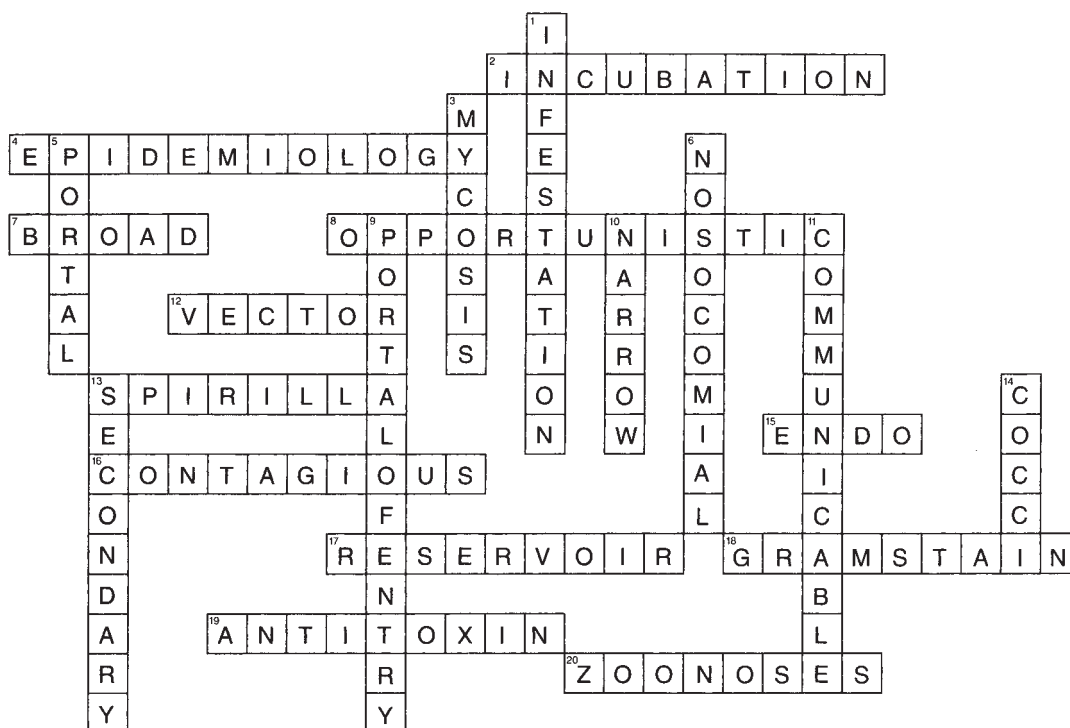 1 I
2 I N C U B A T I O N
3 M F
4 E 5 P I D E M I O L O G Y E 6 N
O C S O
7 B R O A D 8 O 9 P P O R T U 10 N I S T I 11 C
T O S A A O O
A 12 V E C T O R I T R C M
L T S I R O M
13 S P I R I L L A O O M U 14 C
E L N W I 15 E N D O O
16 C O N T A G I O U S A I C
O F L C C
N 17 R E S E R V O I R 18 G R A M S T A I N
D N B
A 19 A N T I T O X I N L
R R 20 Z O O N O S E S
Y Y